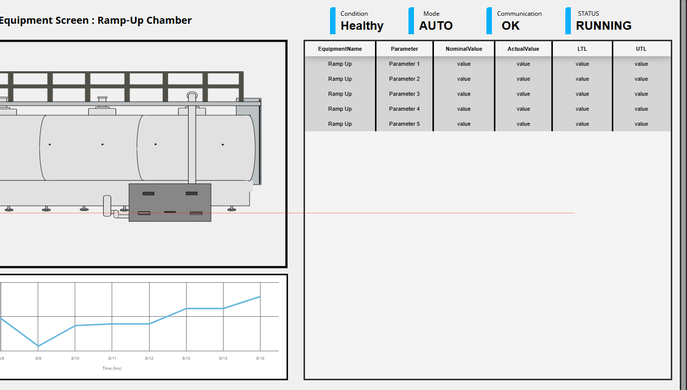 Equipment Screen : Ramp-Up Chamber
Condition
Healthy
Mode
AUTO
Communication
OK
STATUS
RUNNING
EquipmentName Parameter NominalValue ActualValue LTL UTL
Ramp Up Parameter 1 value value value value
Ramp Up Parameter 2 value value value value
Ramp Up Parameter 3 value value value value
Ramp Up Parameter 4 value value value value
Ramp Up Parameter 5 value value value value
8/9 8/10 8/11 8/12 8/13 8/14 8/15
Time (hrs)